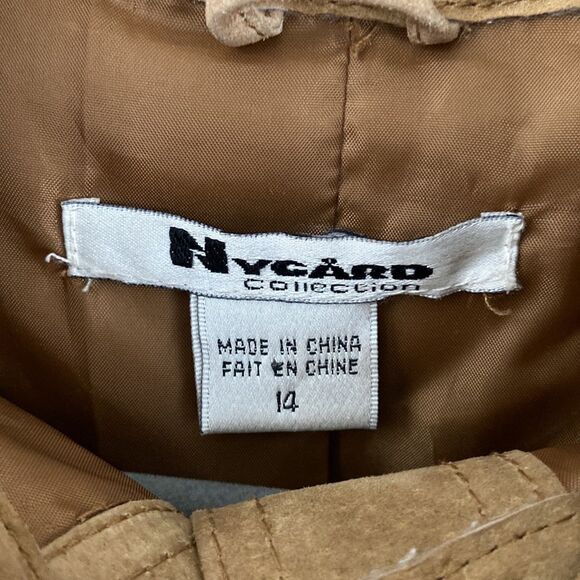 NYGÅRD
Collection
MADE IN CHINA
FAIT EN CHINE
14